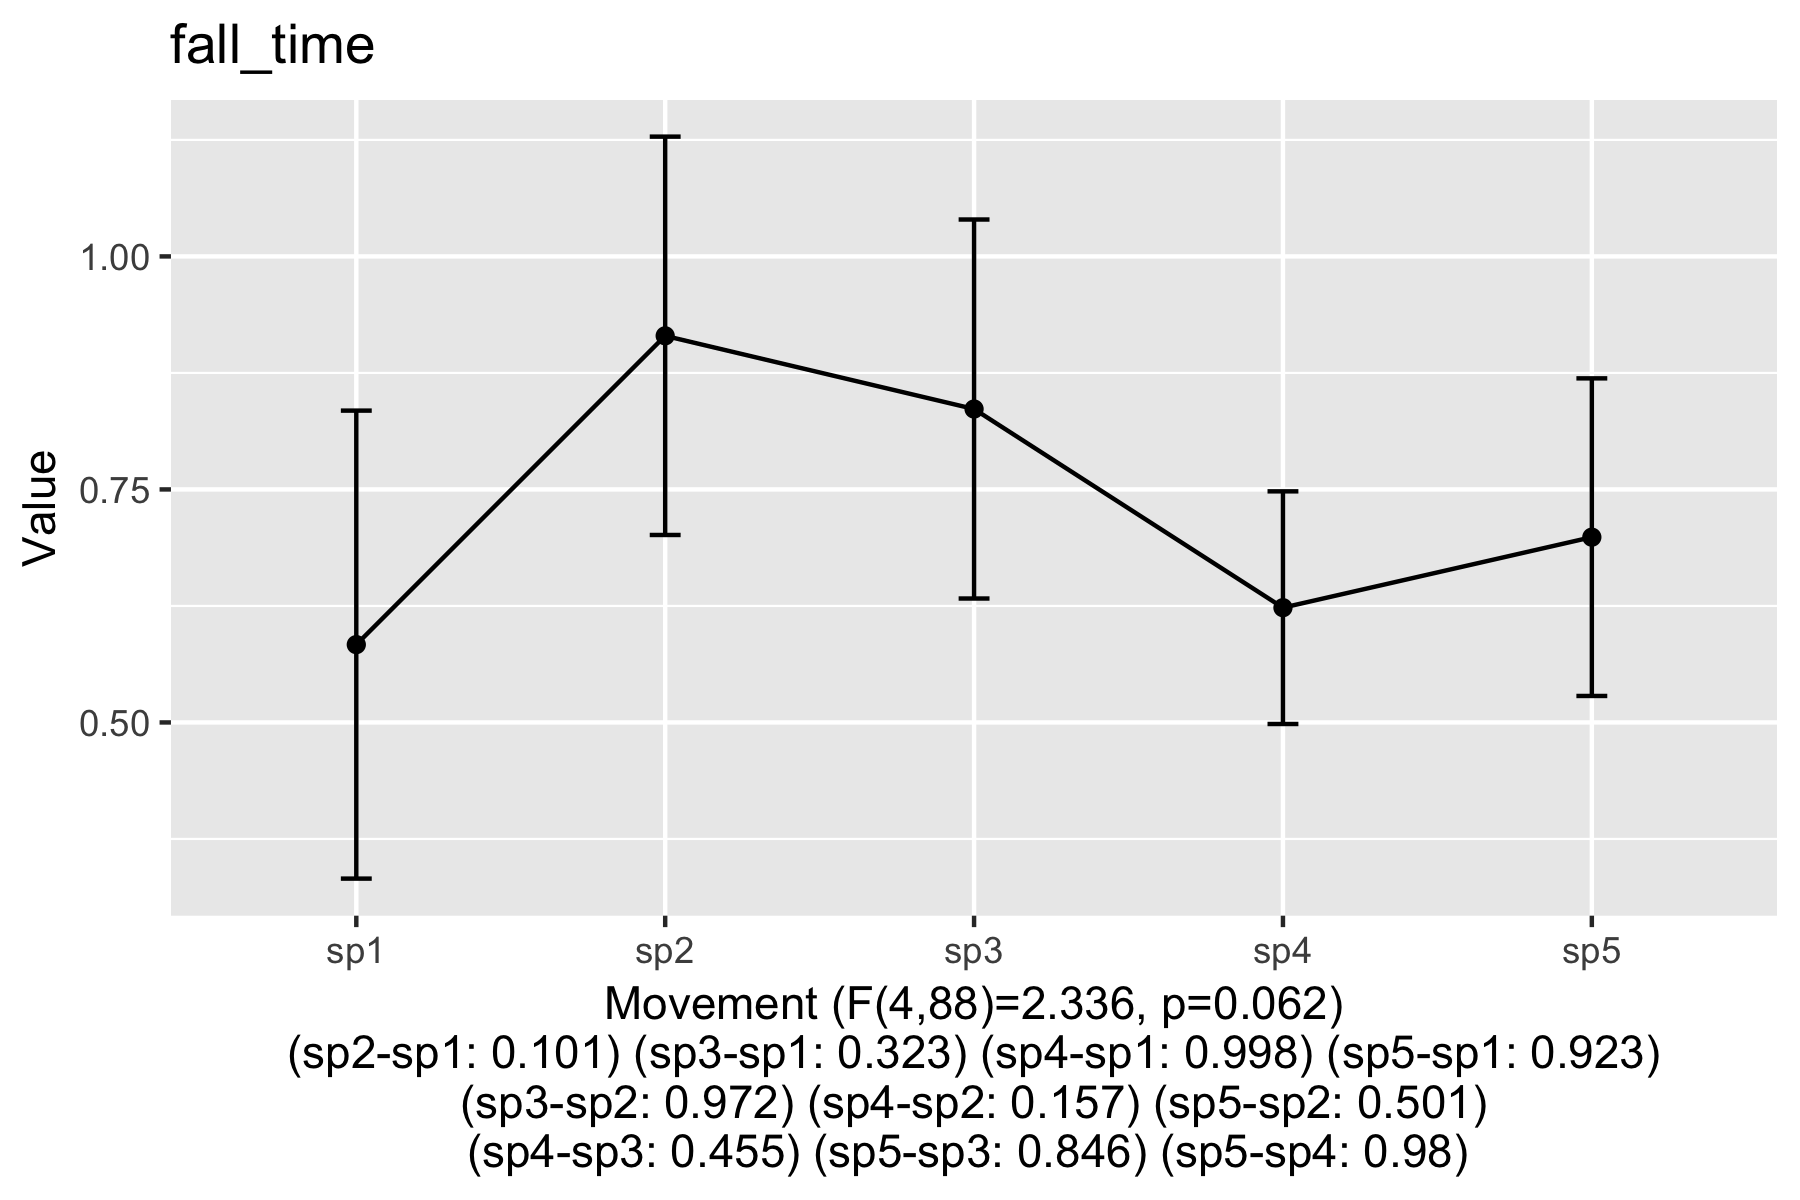 fall_time
Value
1.00
0.75
0.50
sp1 sp2 sp3 sp4 sp5
Movement (F(4,88)=2.336, p=0.062)
(sp2-sp1: 0.101) (sp3-sp1: 0.323) (sp4-sp1: 0.998) (sp5-sp1: 0.923)
(sp3-sp2: 0.972) (sp4-sp2: 0.157) (sp5-sp2: 0.501)
(sp4-sp3: 0.455) (sp5-sp3: 0.846) (sp5-sp4: 0.98)